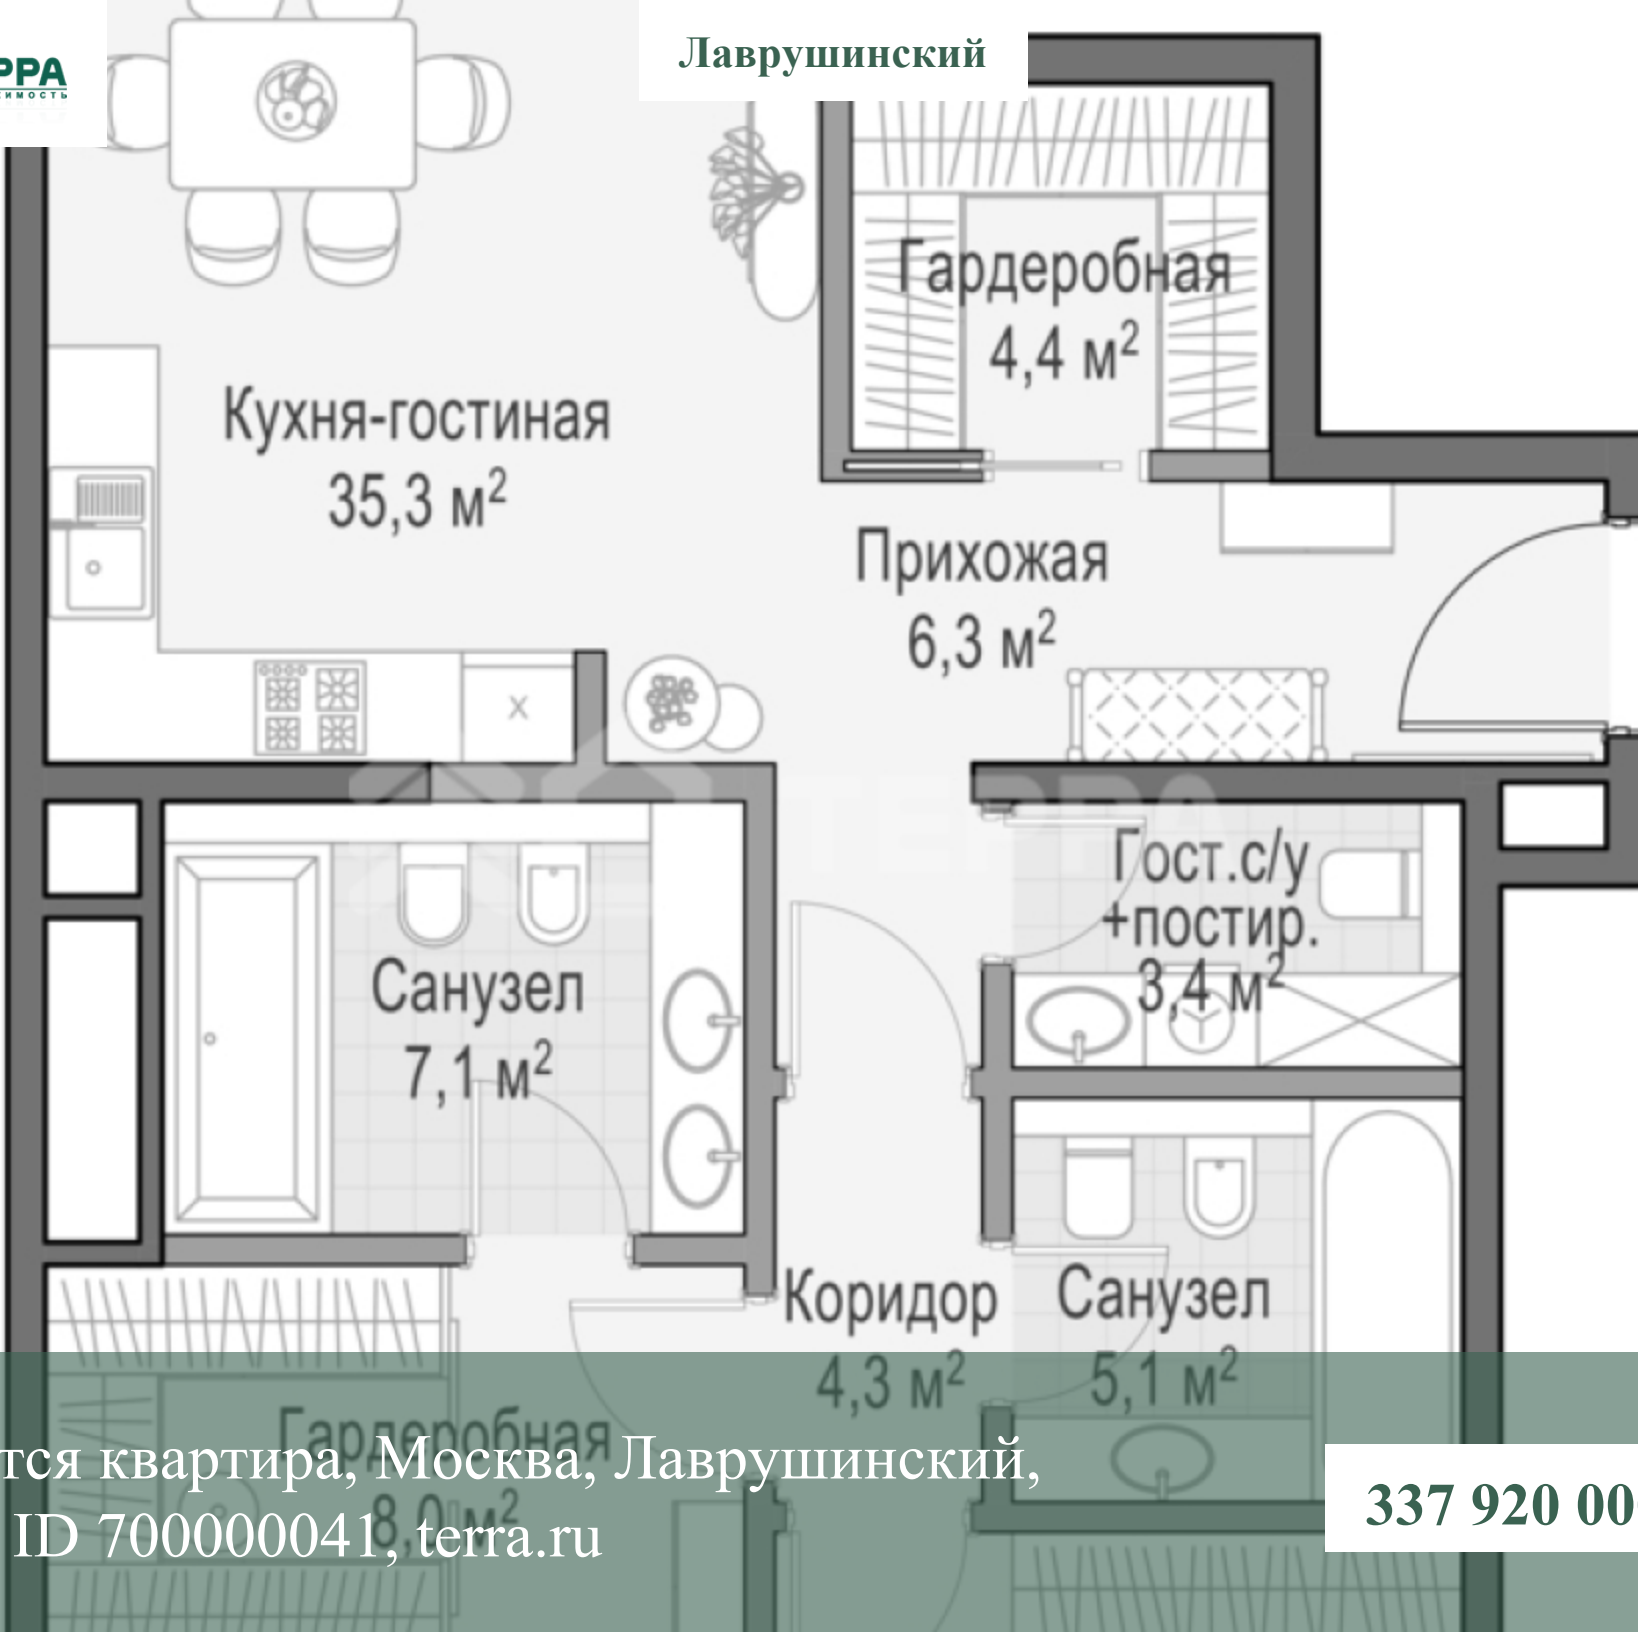 РРА
Лаврушинский
Гардеробная
4,4 м²
Кухня-гостиная
35,3 м²
Прихожая
6,3 м²
ТЕРРА
Гост.с/у
+постир.
3,4 м²
Санузел
7,1 м²
Коридор
4,3 м²
Санузел
5,1 м²
Гардеробная
8,0 м²
X
тся квартира, Москва, Лаврушинский,
ID 700000041, terra.ru
337 920 00